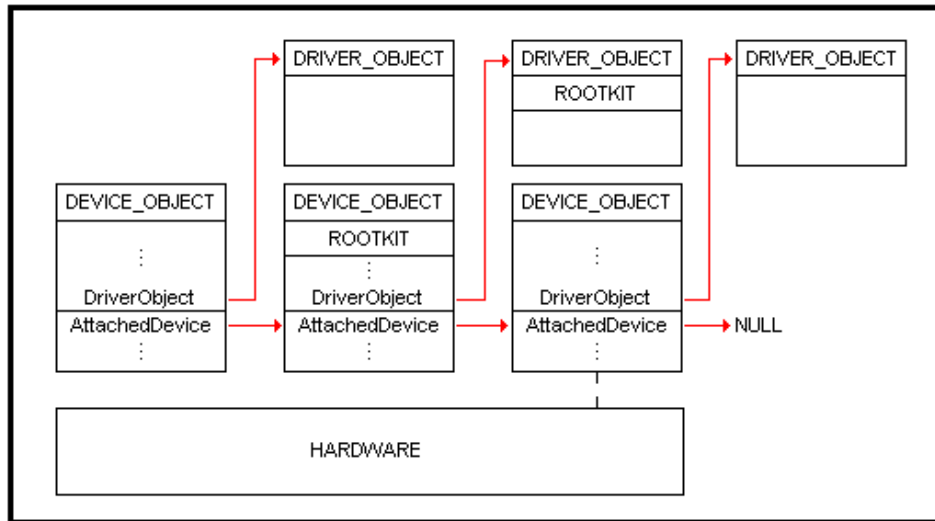 DRIVER_OBJECT
DRIVER_OBJECT
ROOTKIT
DRIVER_OBJECT
DEVICE_OBJECT
DriverObject
AttachedDevice
DEVICE_OBJECT
ROOTKIT
DriverObject
AttachedDevice
DEVICE_OBJECT
DriverObject
AttachedDevice
NULL
HARDWARE